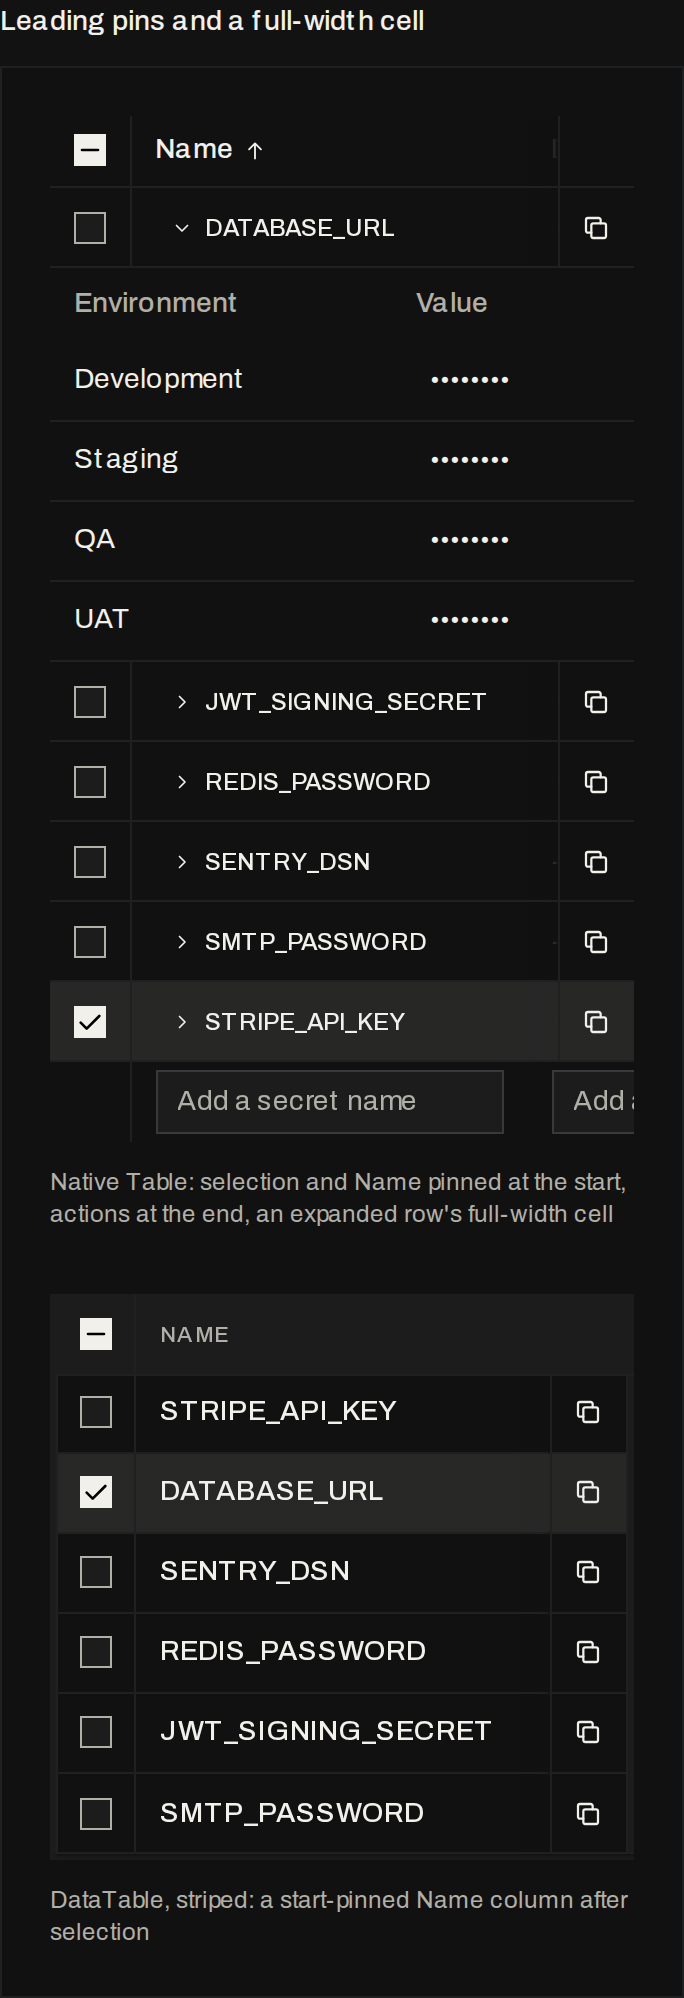 Leading pins and a full-width cell
Name ↑
DATABASE_URL
Environment Value
Development ••••••••
Staging ••••••••
QA ••••••••
UAT ••••••••
JWT_SIGNING_SECRET
REDIS_PASSWORD
SENTRY_DSN
SMTP_PASSWORD
STRIPE_API_KEY
Add a secret name Add
Native Table: selection and Name pinned at the start,
actions at the end, an expanded row's full-width cell
NAME
STRIPE_API_KEY
DATABASE_URL
SENTRY_DSN
REDIS_PASSWORD
JWT_SIGNING_SECRET
SMTP_PASSWORD
DataTable, striped: a start-pinned Name column after
selection